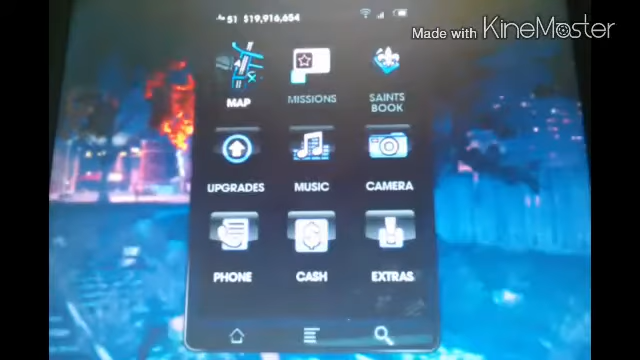 51 $19,916,654
Made with KINEMASTER
MAP
MISSIONS
SAINTS
BOOK
UPGRADES
MUSIC
CAMERA
PHONE
CASH
EXTRAS